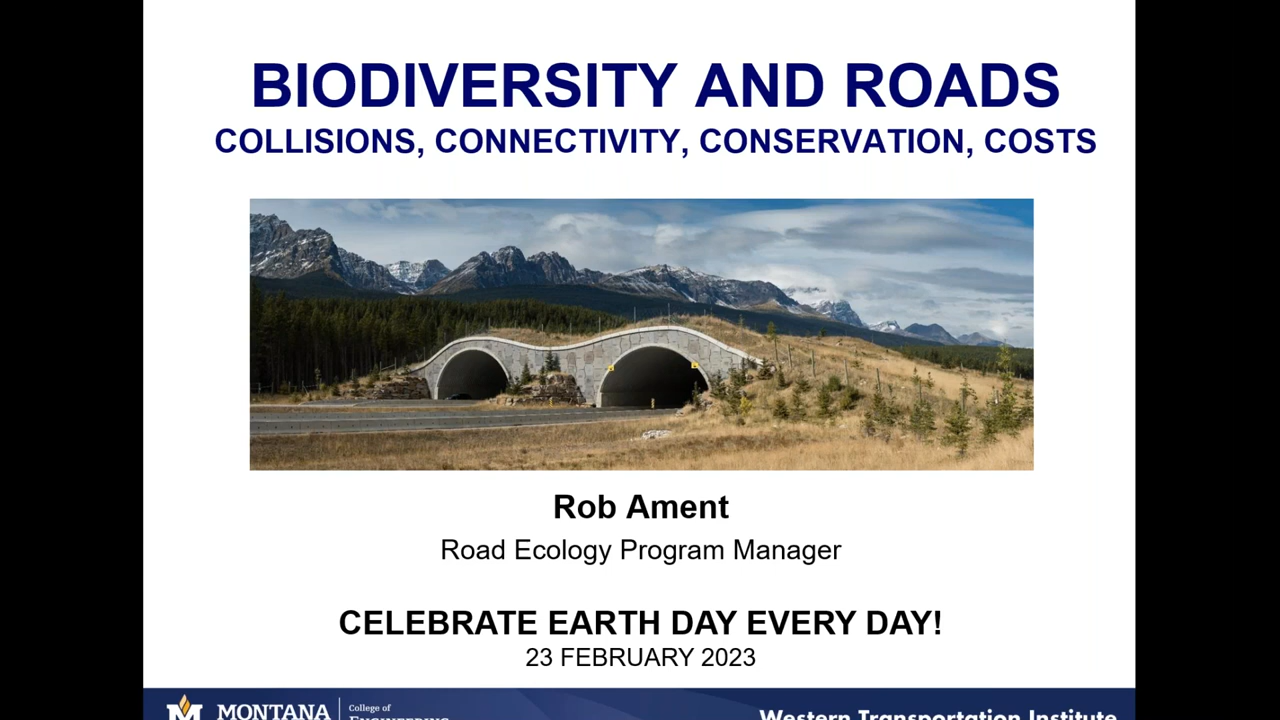 BIODIVERSITY AND ROADS
COLLISIONS, CONNECTIVITY, CONSERVATION, COSTS
Rob Ament
Road Ecology Program Manager
CELEBRATE EARTH DAY EVERY DAY!
23 FEBRUARY 2023
M MONTANA
College of
ENGINEERING
Western Transportation Institute